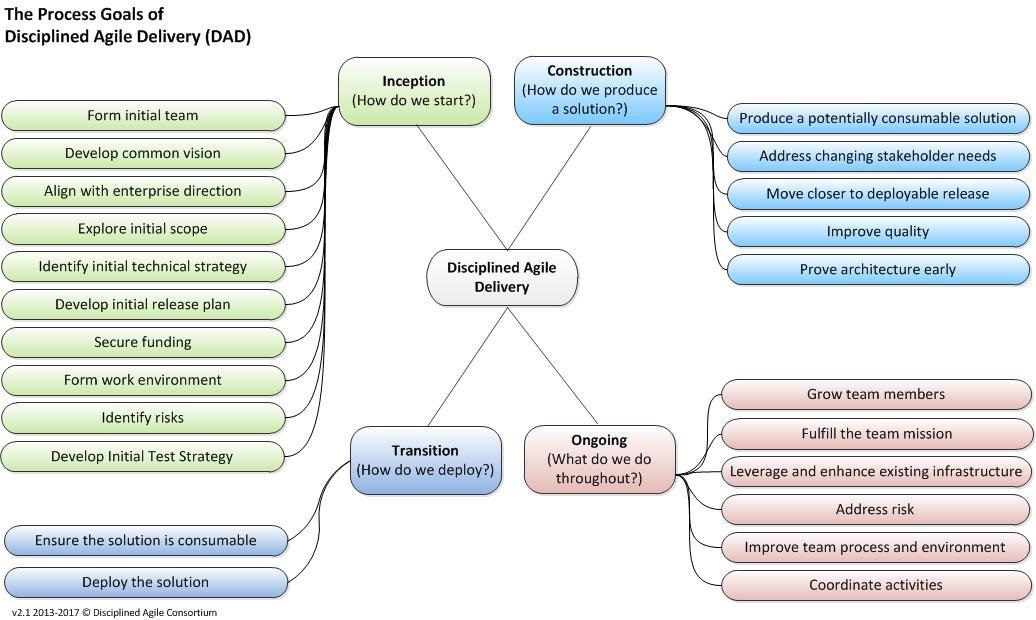 The Process Goals of
Disciplined Agile Delivery (DAD)
Inception
(How do we start?)
Form initial team
Develop common vision
Align with enterprise direction
Explore initial scope
Identify initial technical strategy
Develop initial release plan
Secure funding
Form work environment
Identify risks
Develop Initial Test Strategy
Construction
(How do we produce
a solution?)
Produce a potentially consumable solution
Address changing stakeholder needs
Move closer to deployable release
Improve quality
Prove architecture early
Disciplined Agile
Delivery
Transition
(How do we deploy?)
Ensure the solution is consumable
Deploy the solution
Ongoing
(What do we do
throughout?)
Grow team members
Fulfill the team mission
Leverage and enhance existing infrastructure
Address risk
Improve team process and environment
Coordinate activities
v2.1 2013-2017 © Disciplined Agile Consortium